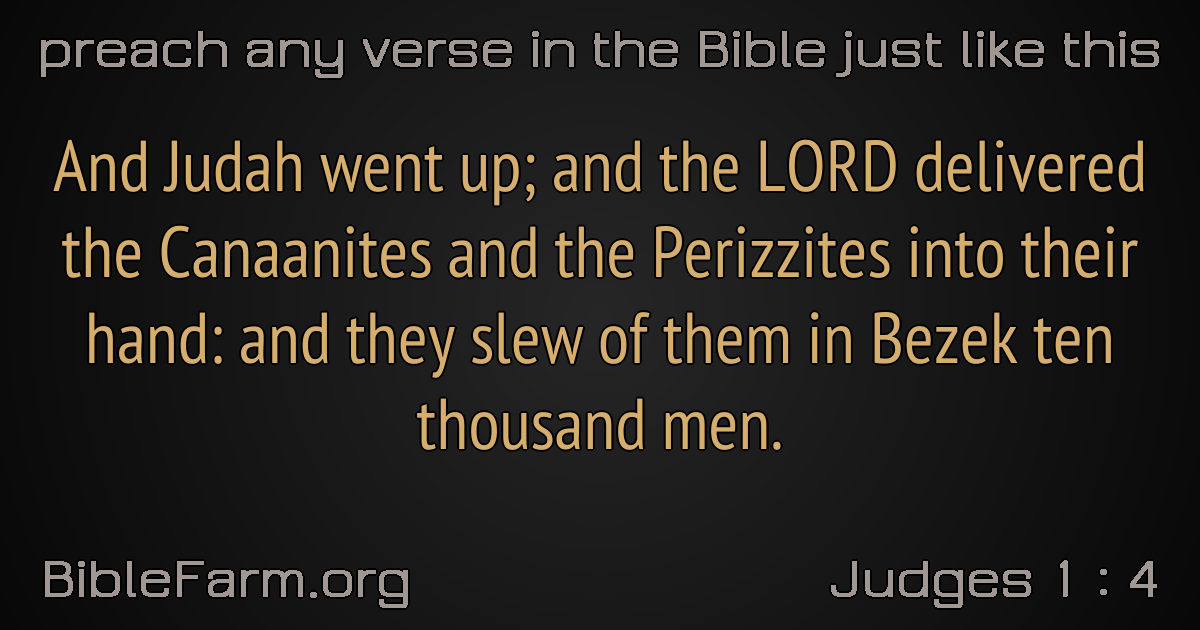 preach any verse in the Bible just like this
And Judah went up; and the LORD delivered
the Canaanites and the Perizzites into their
hand: and they slew of them in Bezek ten
thousand men.
BibleFarm.org
Judges 1 : 4